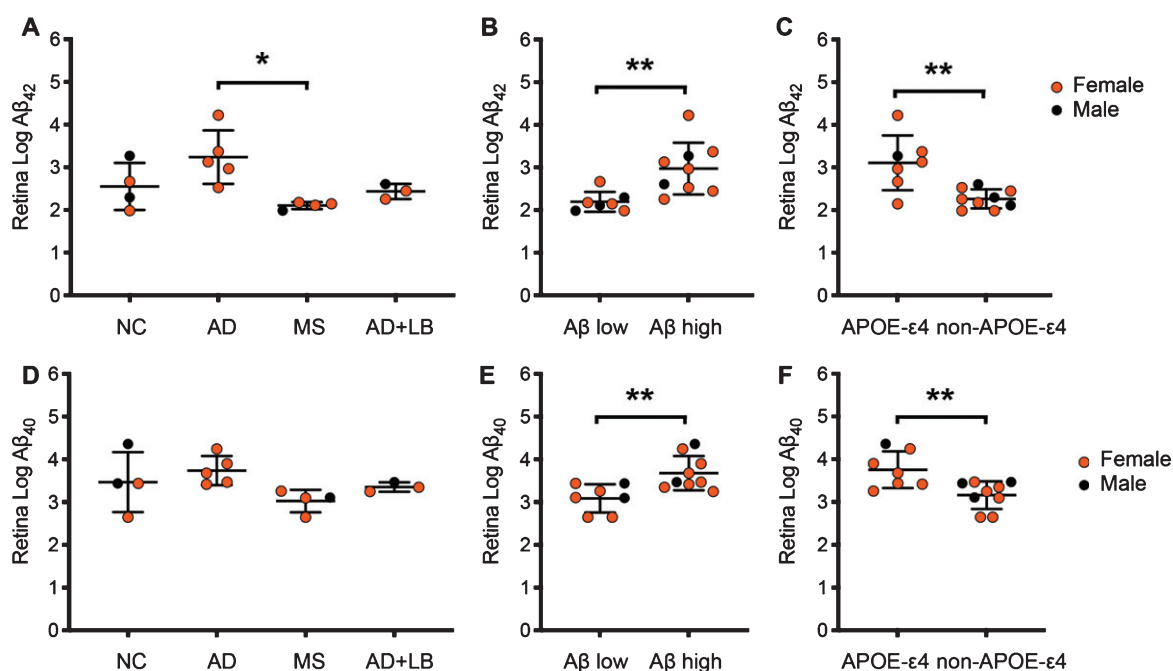 A
Retina Log Aβ42
6
5
4
3
2
1
0
*
NC AD MS AD+LB
B
Retina Log Aβ42
6
5
4
3
2
1
0
**
Aβ low Aβ high
C
Retina Log Aβ42
6
5
4
3
2
1
0
**
APOE-ε4 non-APOE-ε4
Female
Male
D
Retina Log Aβ40
6
5
4
3
2
1
0
NC AD MS AD+LB
E
Retina Log Aβ40
6
5
4
3
2
1
0
**
Aβ low Aβ high
F
Retina Log Aβ40
6
5
4
3
2
1
0
**
APOE-ε4 non-APOE-ε4
Female
Male